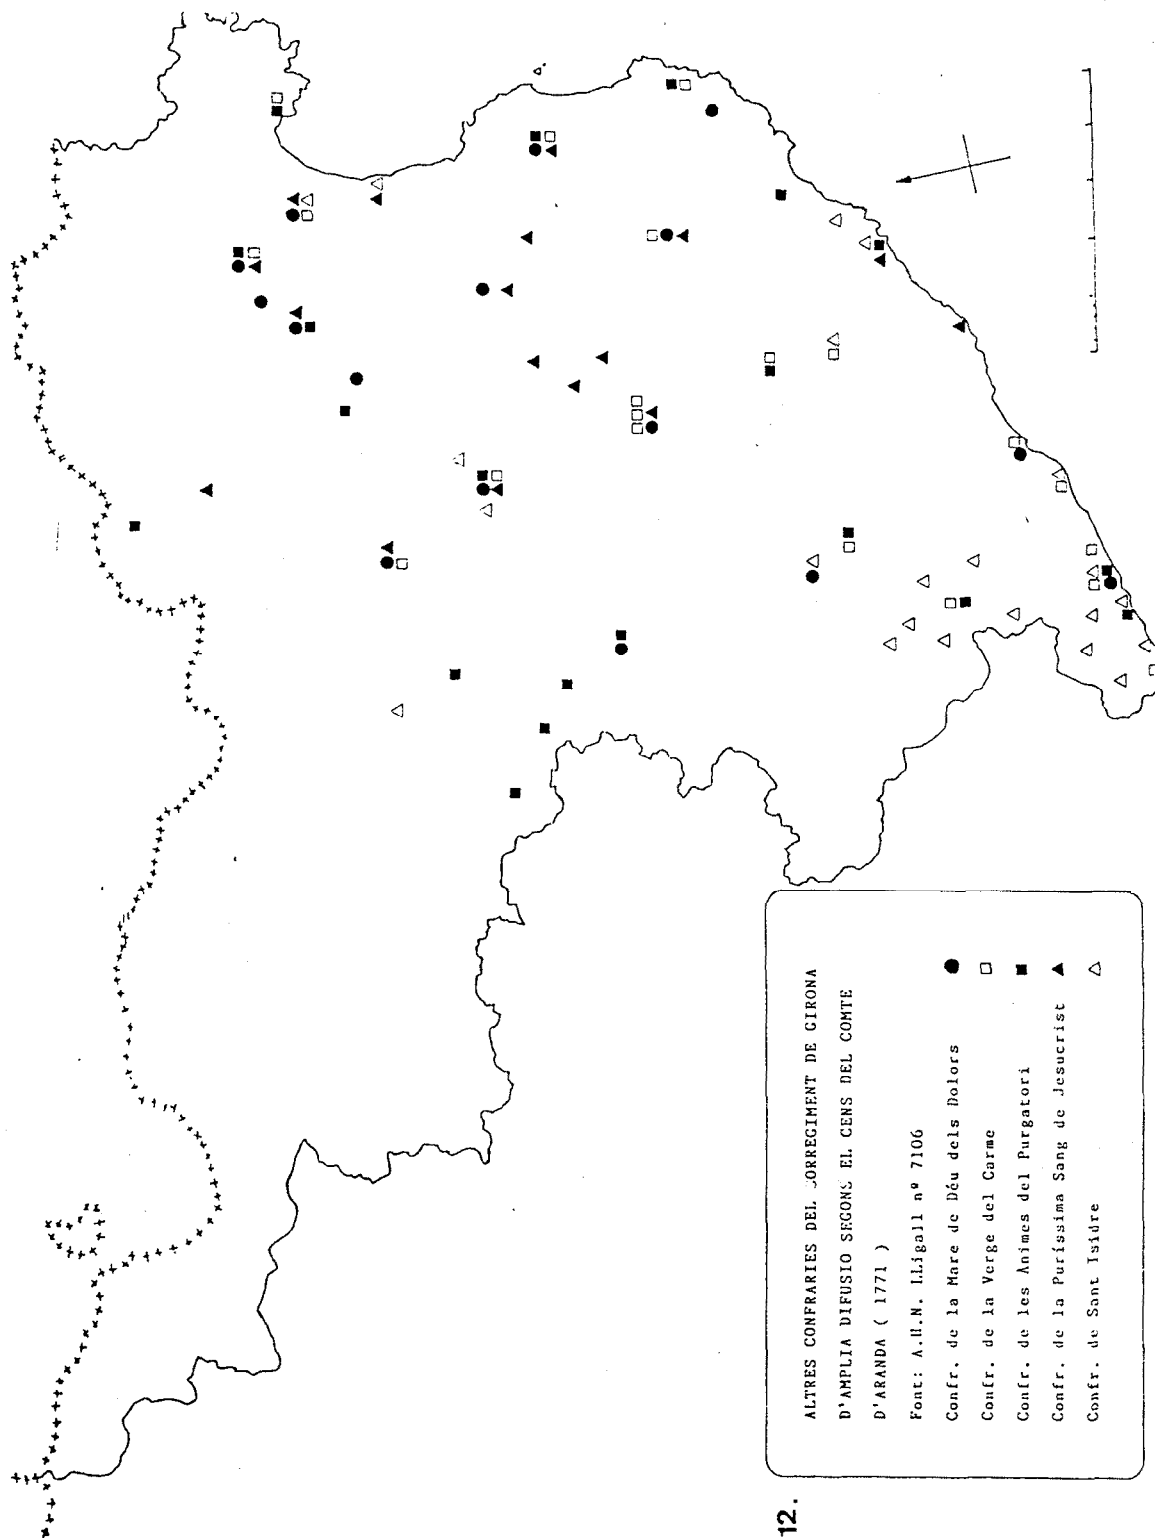 12.
ALTRES CONFRARIES DEL CORREGIMENT DE GIRONA
D'AMPLIA DIFUSIO SEGONS EL CENS DEL COMTE
D'ARANDA ( 1771 )
Font: A.H.N. LLigall nº 7106
Confr. de la Mare de Déu dels Dolors
Confr. de la Verge del Carme
Confr. de les Ànimes del Purgatori
Confr. de la Puríssima Sang de Jesucrist
Confr. de Sant Isidre